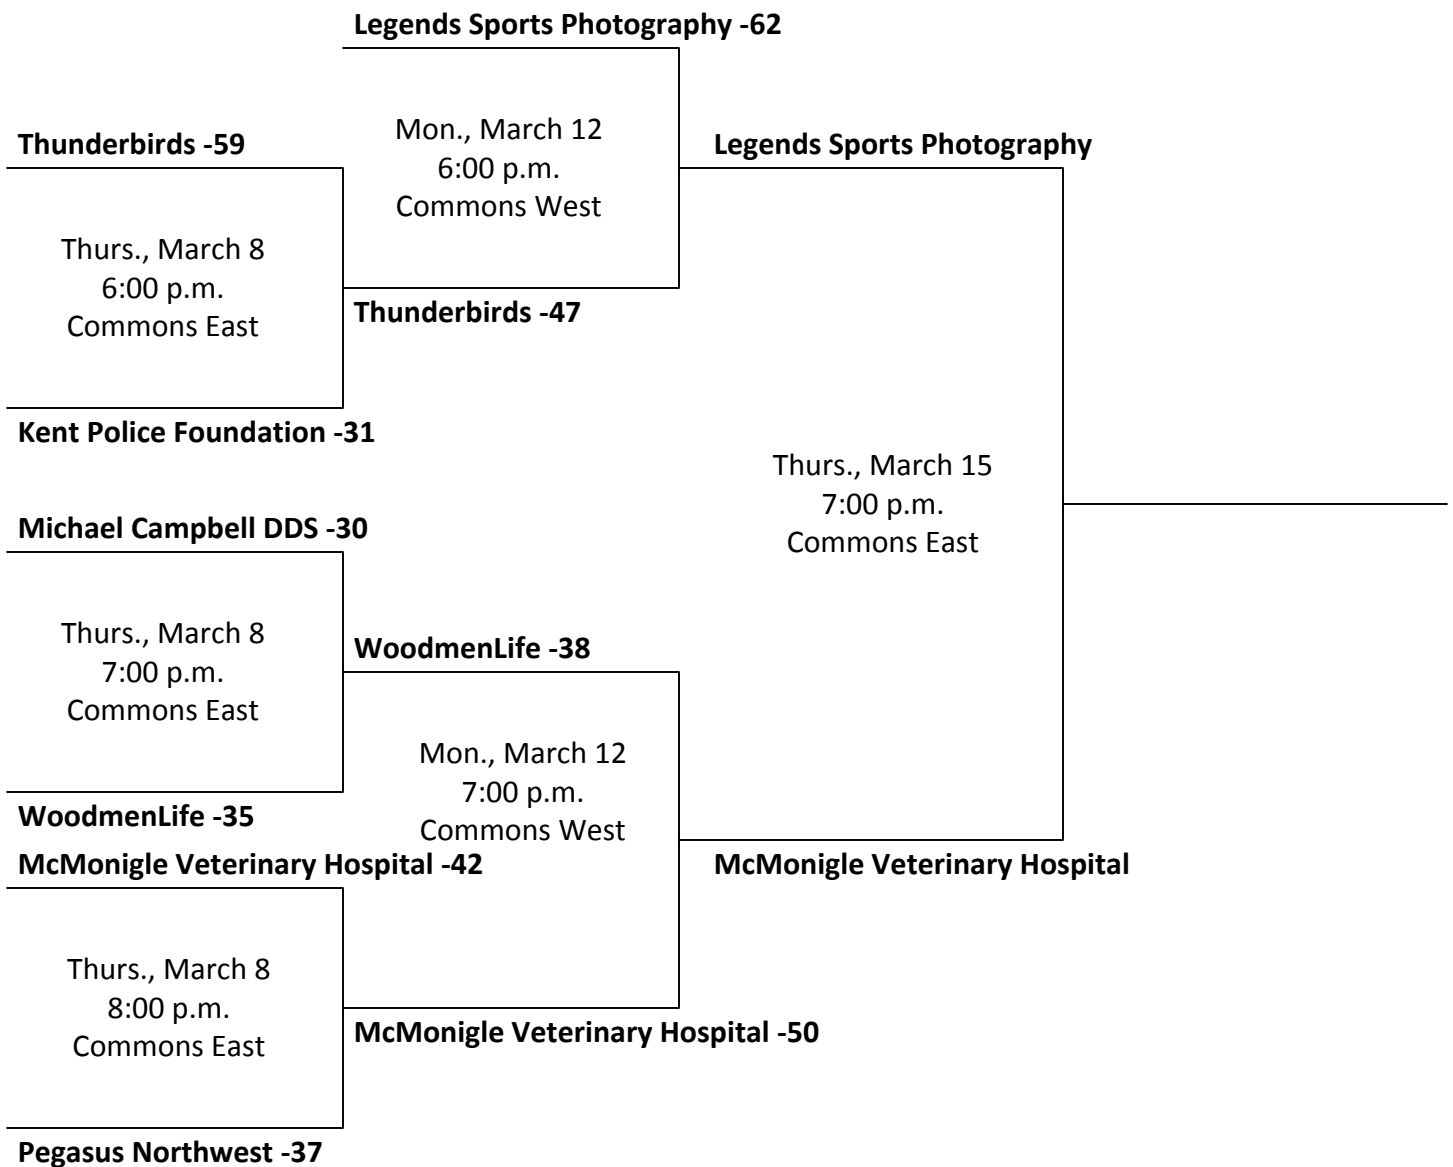 Legends Sports Photography -62
Mon., March 12
6:00 p.m.
Commons West
Thunderbirds -59
Legends Sports Photography
Thurs., March 8
6:00 p.m.
Commons East
Thunderbirds -47
Kent Police Foundation -31
Thurs., March 15
7:00 p.m.
Commons East
Michael Campbell DDS -30
Thurs., March 8
7:00 p.m.
Commons East
WoodmenLife -38
Mon., March 12
7:00 p.m.
Commons West
WoodmenLife -35
McMonigle Veterinary Hospital -42
McMonigle Veterinary Hospital
Thurs., March 8
8:00 p.m.
Commons East
McMonigle Veterinary Hospital -50
Pegasus Northwest -37